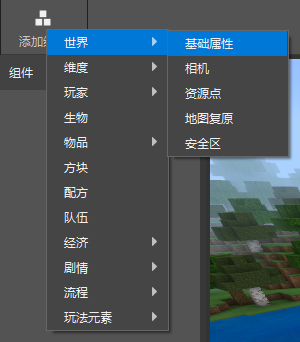 添加
组件
世界
维度
玩家
生物
物品
方块
配方
队伍
经济
剧情
流程
玩法元素
基础属性
相机
资源点
地图复原
安全区